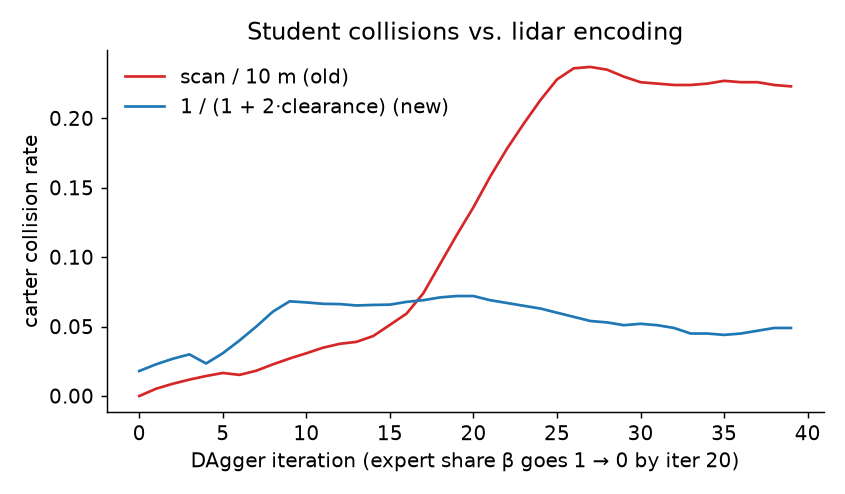 Student collisions vs. lidar encoding
scan / 10 m (old)
1 / (1 + 2·clearance) (new)
carter collision rate
0.20
0.15
0.10
0.05
0.00
0 5 10 15 20 25 30 35 40
DAgger iteration (expert share β goes 1 → 0 by iter 20)